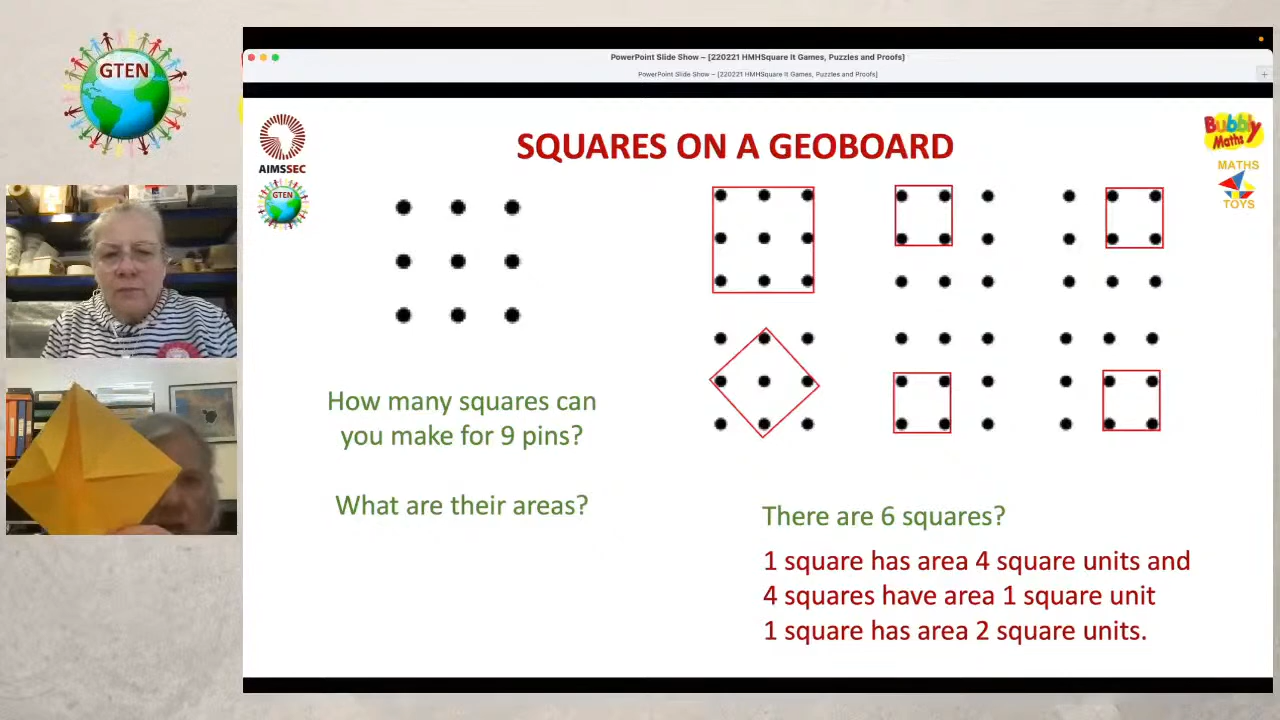 GTEN
PowerPoint Slide Show – [220221 HMHSquare It Games, Puzzles and Proofs]
PowerPoint Slide Show – [220221 HMHSquare It Games, Puzzles and Proofs]
AIMSSEC
GTEN
SQUARES ON A GEOBOARD
Bubbly
Maths
MATHS
TOYS
How many squares can
you make for 9 pins?
What are their areas?
There are 6 squares?
1 square has area 4 square units and
4 squares have area 1 square unit
1 square has area 2 square units.